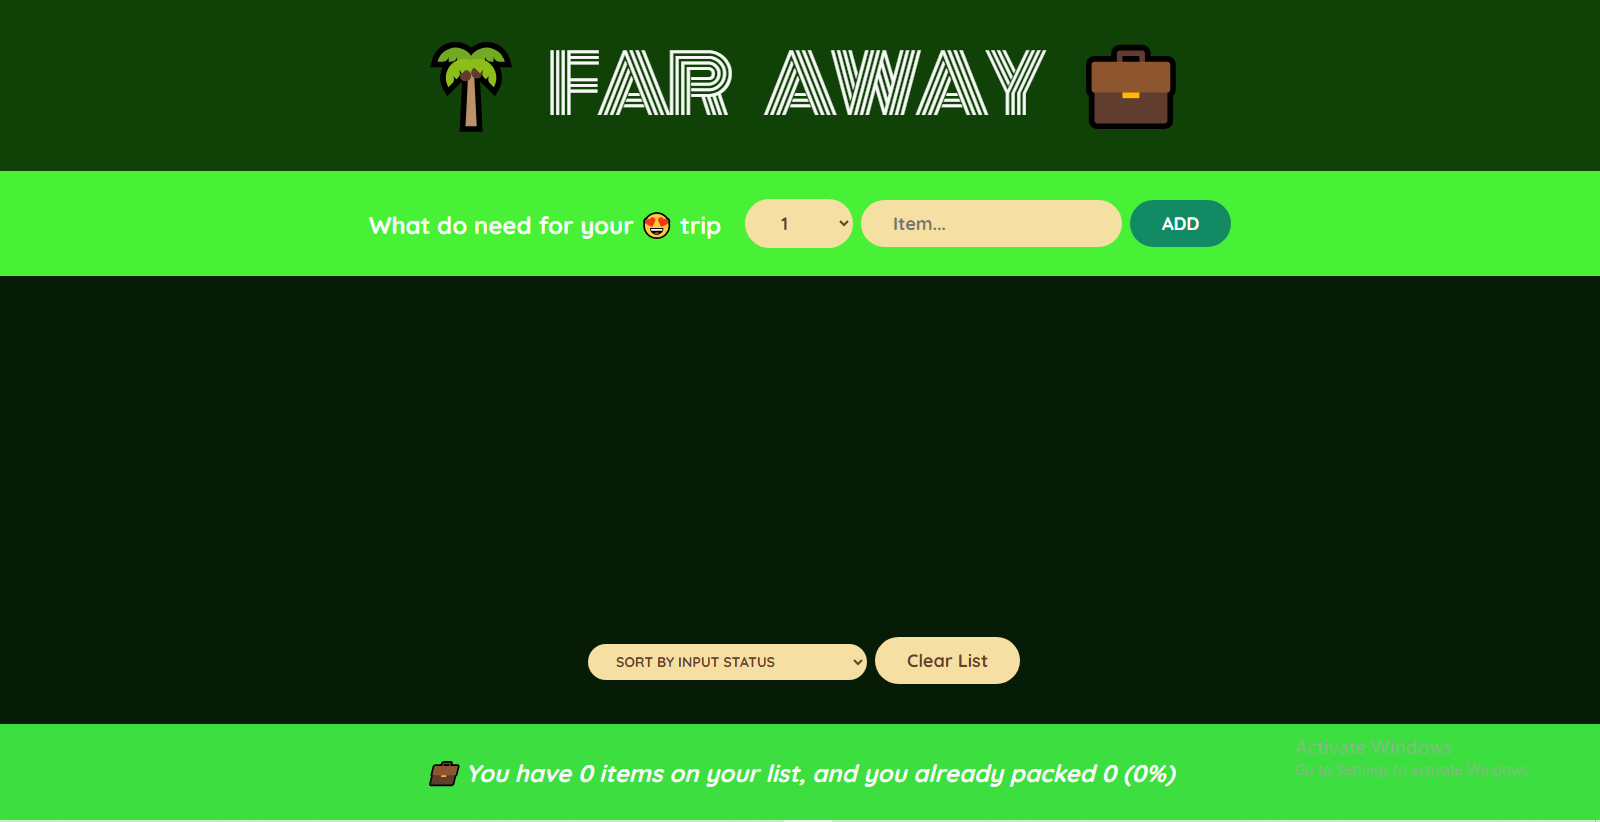 FAR AWAY
What do need for your 😍 trip 1 Item... ADD
SORT BY INPUT STATUS Clear List
You have 0 items on your list, and you already packed 0 (0%)
Activate Windows
Go to Settings to activate Windows.